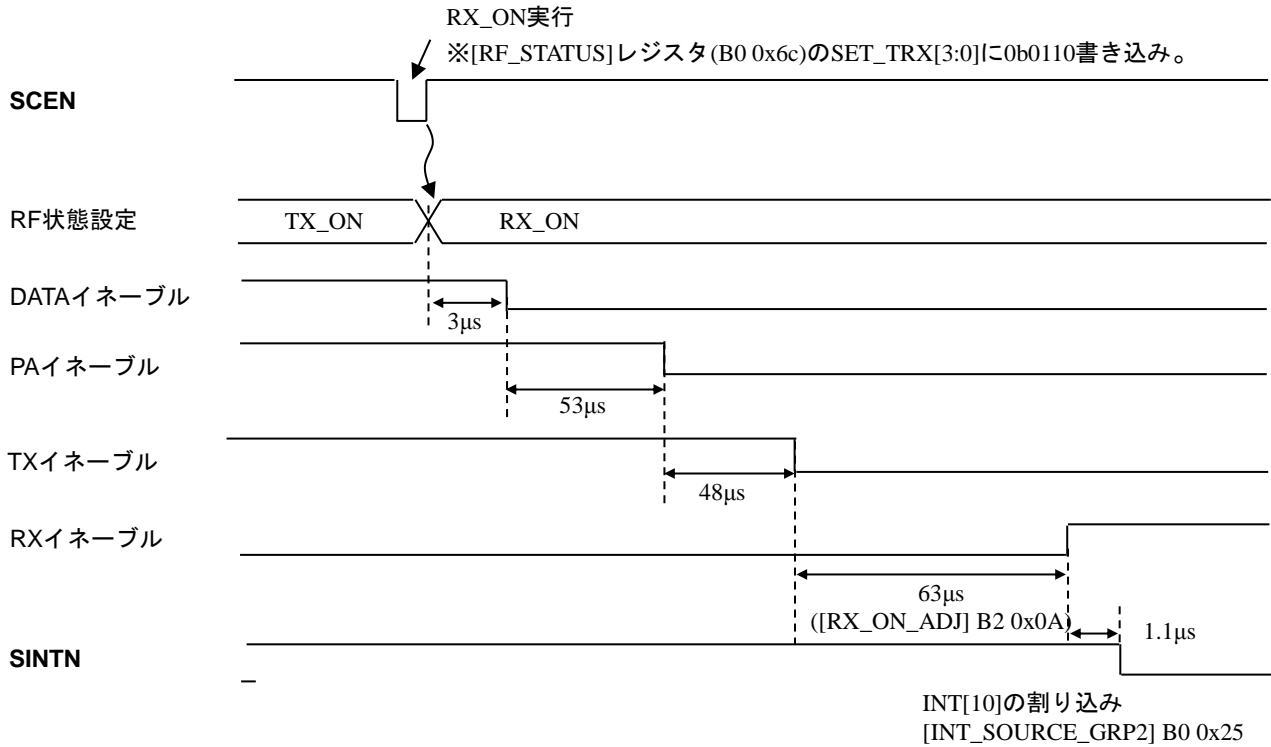 RX_ON実行
※[RF_STATUS]レジスタ(B0 0x6c)のSET_TRX[3:0]に0b0110書き込み。
SCEN
RF状態設定
TX_ON
RX_ON
DATAイネーブル
3μs
PAイネーブル
53μs
TXイネーブル
48μs
RXイネーブル
63μs
([RX_ON_ADJ] B2 0x0A)
1.1μs
SINTN
INT[10]の割り込み
[INT_SOURCE_GRP2] B0 0x25